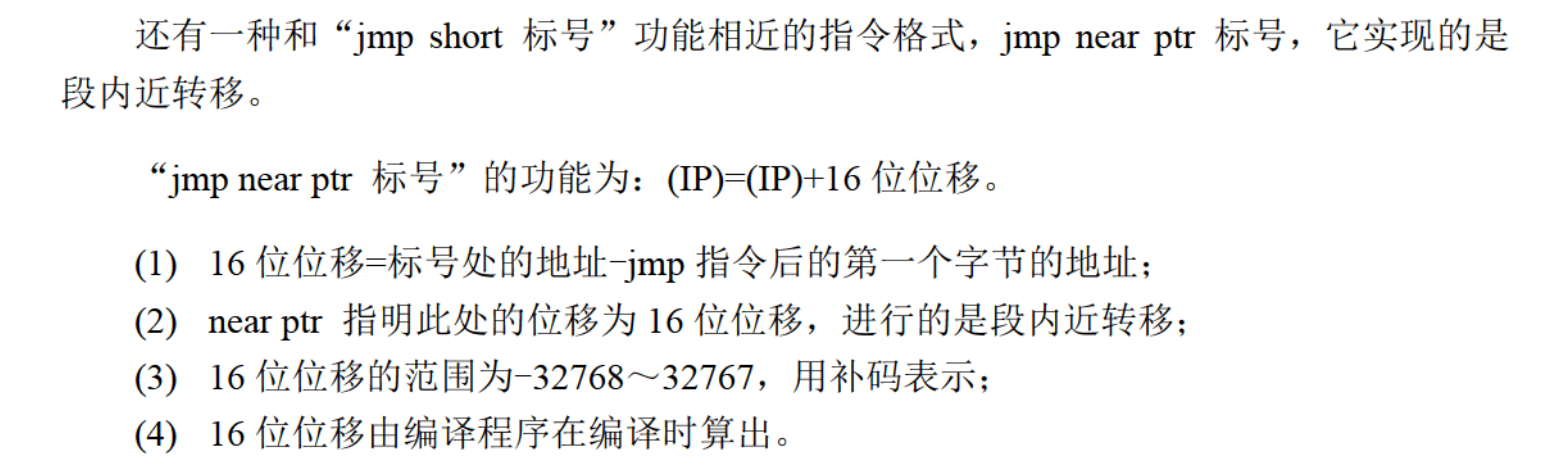 还有一种和“jmp short 标号”功能相近的指令格式，jmp near ptr 标号，它实现的是
段内近转移。
“jmp near ptr 标号”的功能为：(IP)=(IP)+16 位位移。
(1) 16 位位移=标号处的地址-jmp 指令后的第一个字节的地址；
(2) near ptr 指明此处的位移为 16 位位移，进行的是段内近转移；
(3) 16 位位移的范围为-32768～32767，用补码表示；
(4) 16 位位移由编译程序在编译时算出。